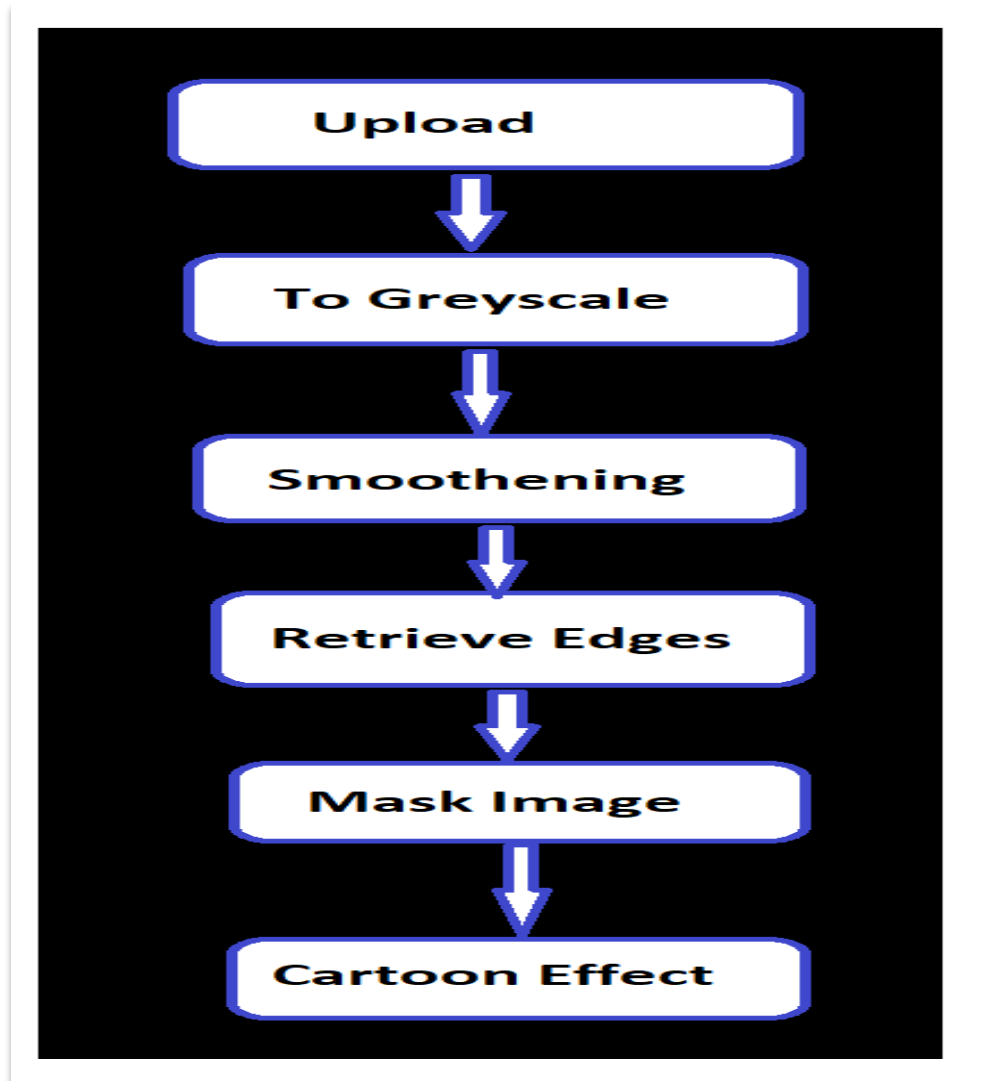 Upload
To Greyscale
Smoothening
Retrieve Edges
Mask Image
Cartoon Effect